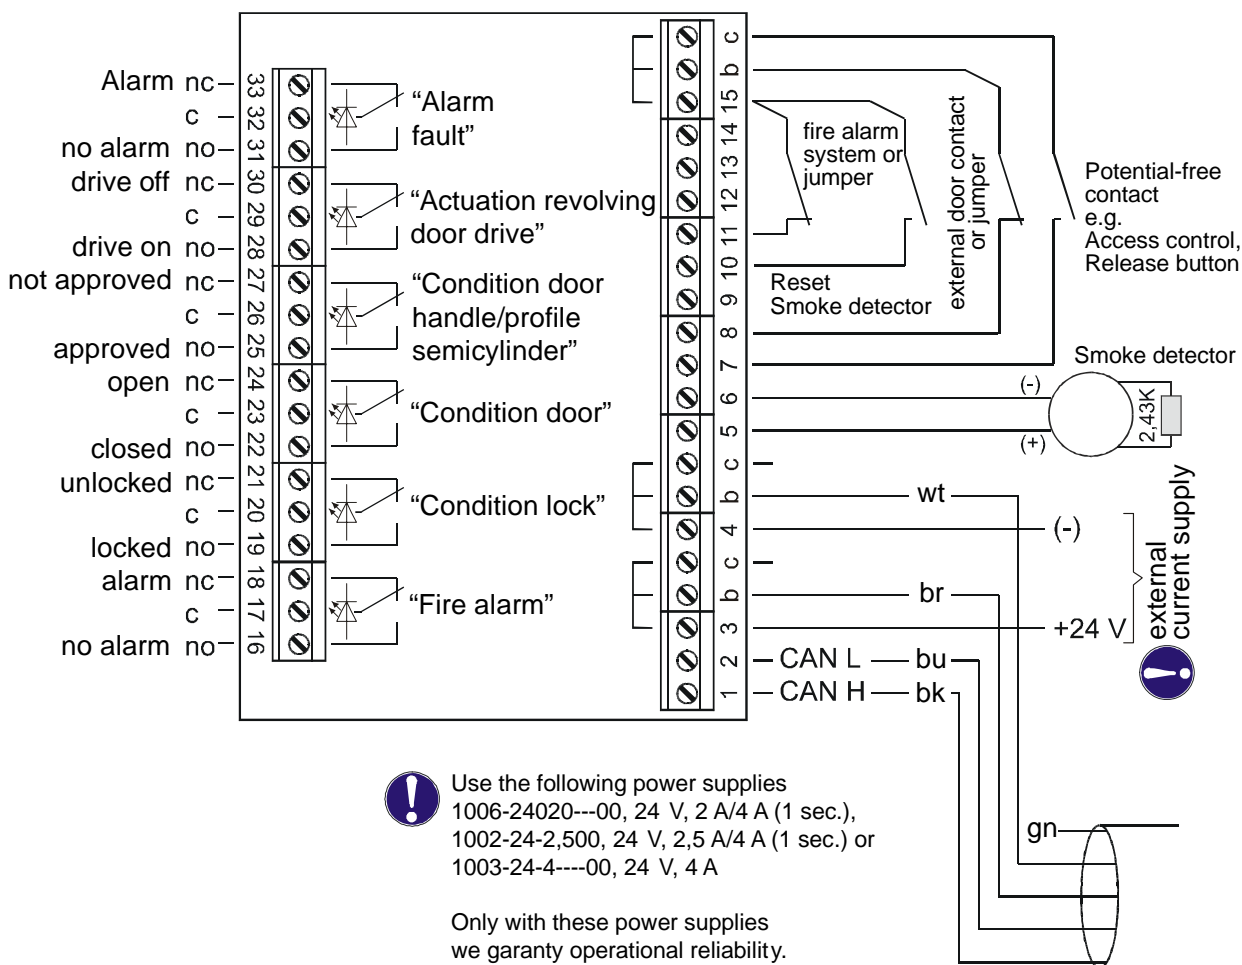 Alarm nc 33
c 32
no alarm no 31
"Alarm
fault"
drive off nc 30
c 29
drive on no 28
"Actuation revolving
door drive"
not approved nc 27
c 26
approved no 25
"Condition door
handle/profile
semicylinder"
open nc 24
c 23
closed no 22
"Condition door"
unlocked nc 21
c 20
locked no 19
"Condition lock"
alarm nc 18
c 17
no alarm no 16
"Fire alarm"
c
b
15
14
13
12
11
10
9
8
7
6
5
c
b
4
c
b
3
2
1
fire alarm
system or
jumper
Reset
Smoke detector
external door contact
or jumper
Potential-free
contact
e.g.
Access control,
Release button
Smoke detector
(-)
(+)
2,43K
wt
(-)
br
+24 V
external
current supply
CAN L bu
CAN H bk
gn
Use the following power supplies
1006-24020---00, 24 V, 2 A/4 A (1 sec.),
1002-24-2,500, 24 V, 2,5 A/4 A (1 sec.) or
1003-24-4----00, 24 V, 4 A
Only with these power supplies
we garanty operational reliability.